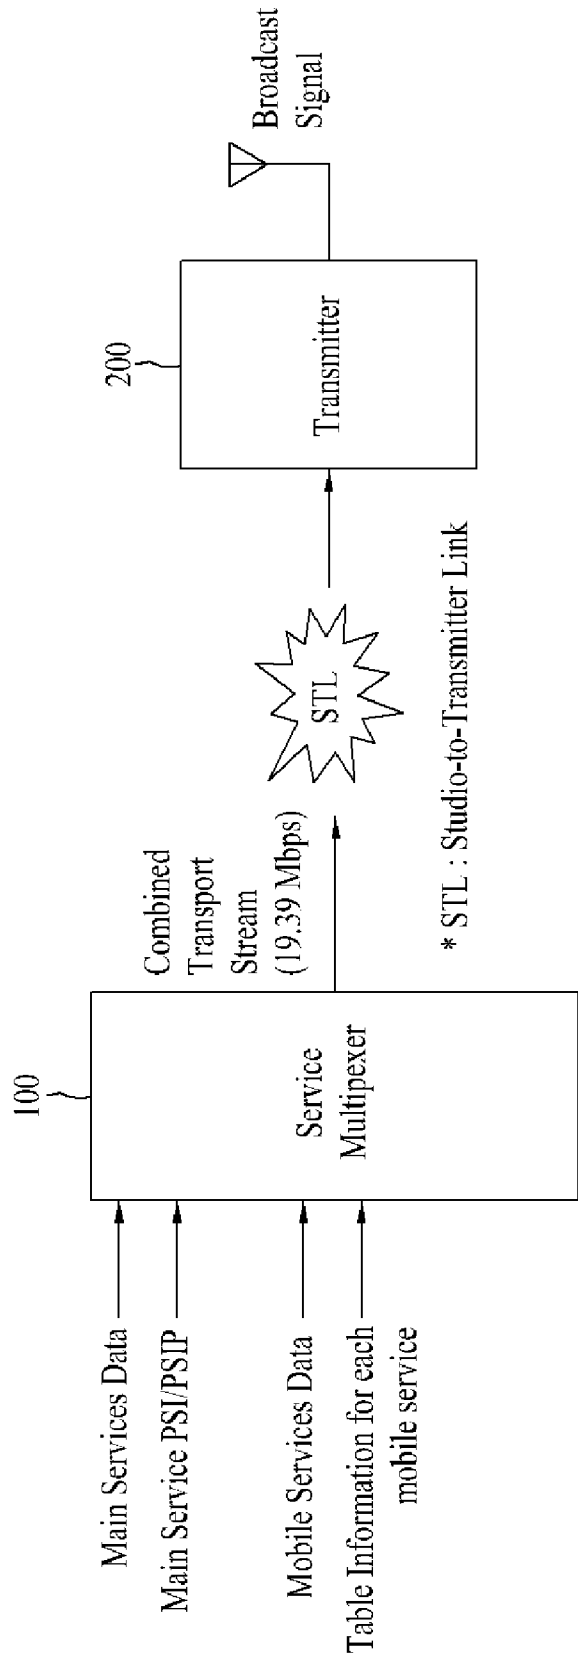 Main Services Data
Main Service PSI/PSIP
Mobile Services Data
Table Information for each
mobile service
100
Service
Multipexer
Combined
Transport
Stream
(19.39 Mbps)
STL
* STL : Studio-to-Transmitter Link
200
Transmitter
Broadcast
Signal